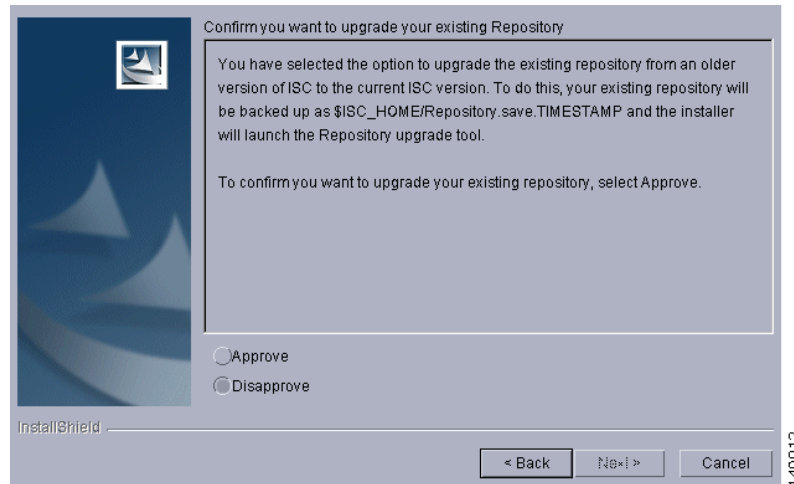 Confirm you want to upgrade your existing Repository
You have selected the option to upgrade the existing repository from an older
version of ISC to the current ISC version. To do this, your existing repository will
be backed up as $ISC_HOME/Repository.save.TIMESTAMP and the installer
will launch the Repository upgrade tool.
To confirm you want to upgrade your existing repository, select Approve.
Approve
Disapprove
InstallShield
< Back
Next >
Cancel